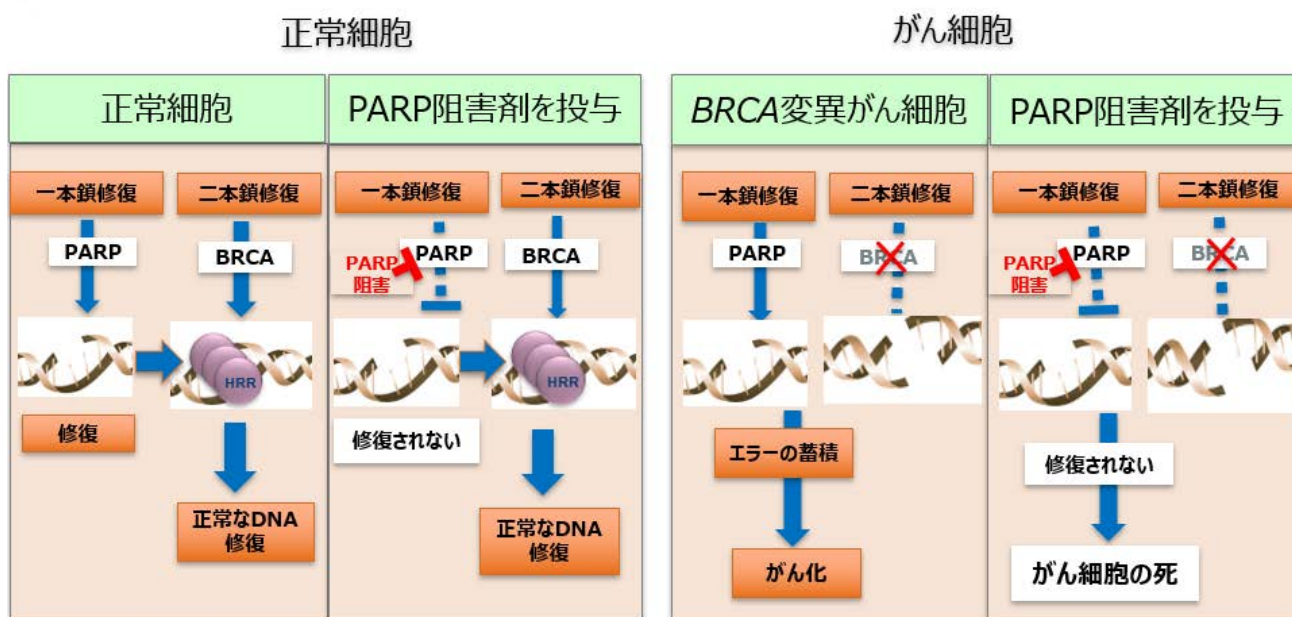 正常細胞
がん細胞
正常細胞
PARP阻害剤を投与
BRCA変異がん細胞
PARP阻害剤を投与
一本鎖修復
二本鎖修復
PARP
BRCA
HRR
修復
正常なDNA
修復
一本鎖修復
二本鎖修復
PARP
阻害
PARP
BRCA
HRR
修復されない
正常なDNA
修復
一本鎖修復
二本鎖修復
PARP
BRCA
エラーの蓄積
がん化
一本鎖修復
二本鎖修復
PARP
阻害
PARP
BRCA
修復されない
がん細胞の死